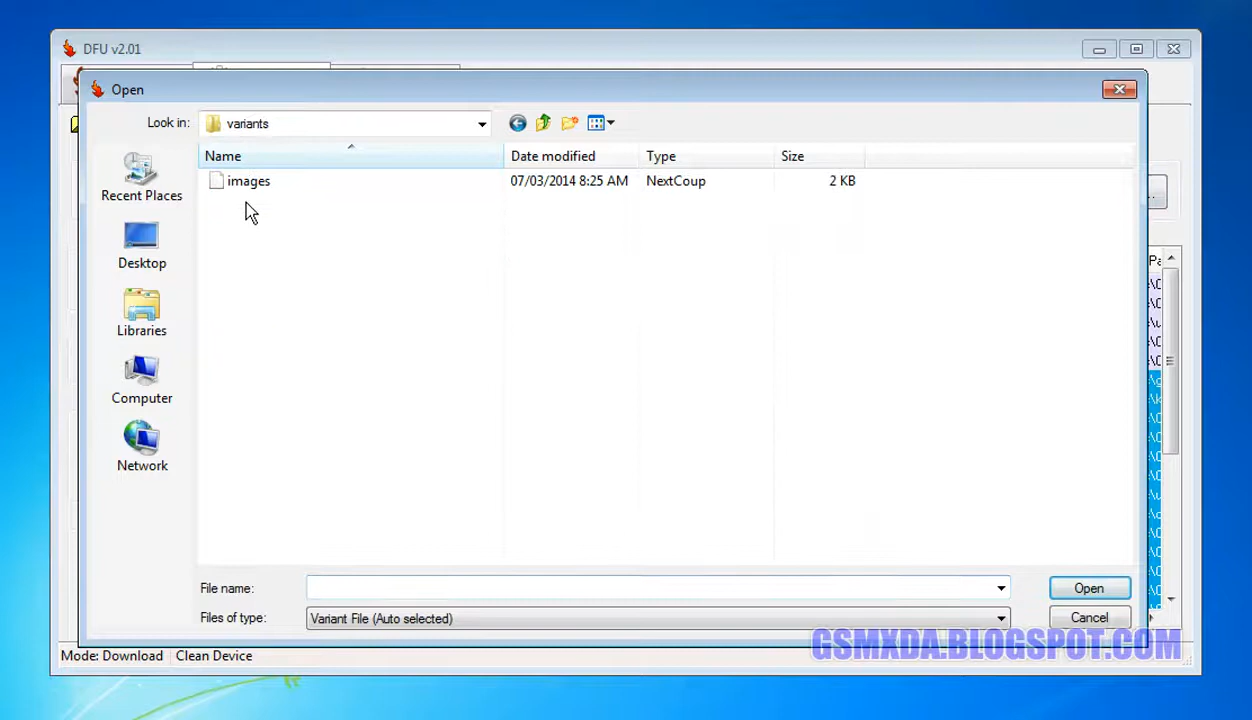 DFU v2.01
Open
Look in: variants
Name Date modified Type Size
images 07/03/2014 8:25 AM NextCoup 2 KB
Recent Places
Desktop
Libraries
Computer
Network
File name: Open
Files of type: Variant File (Auto selected) Cancel
GSMXDA.BLOGSPOT.COM
Mode: Download Clean Device